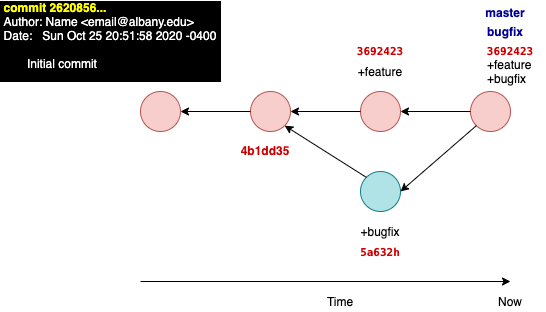 commit 2620856...
Author: Name <email@albany.edu>
Date:   Sun Oct 25 20:51:58 2020 -0400
Initial commit
master
bugfix
3692423
+feature
+bugfix
3692423
+feature
4b1dd35
+bugfix
5a632h
Time
Now